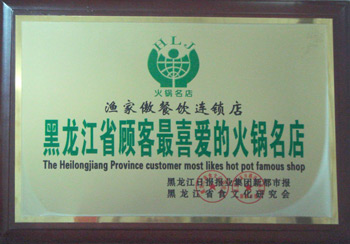 HLJ
火锅名店
渔家傲餐饮连锁店
黑龙江省顾客最喜爱的火锅名店
The Heilongjiang Province customer most likes hot pot famous shop
黑龙江日报报业集团新都市报
黑龙江省食文化研究会